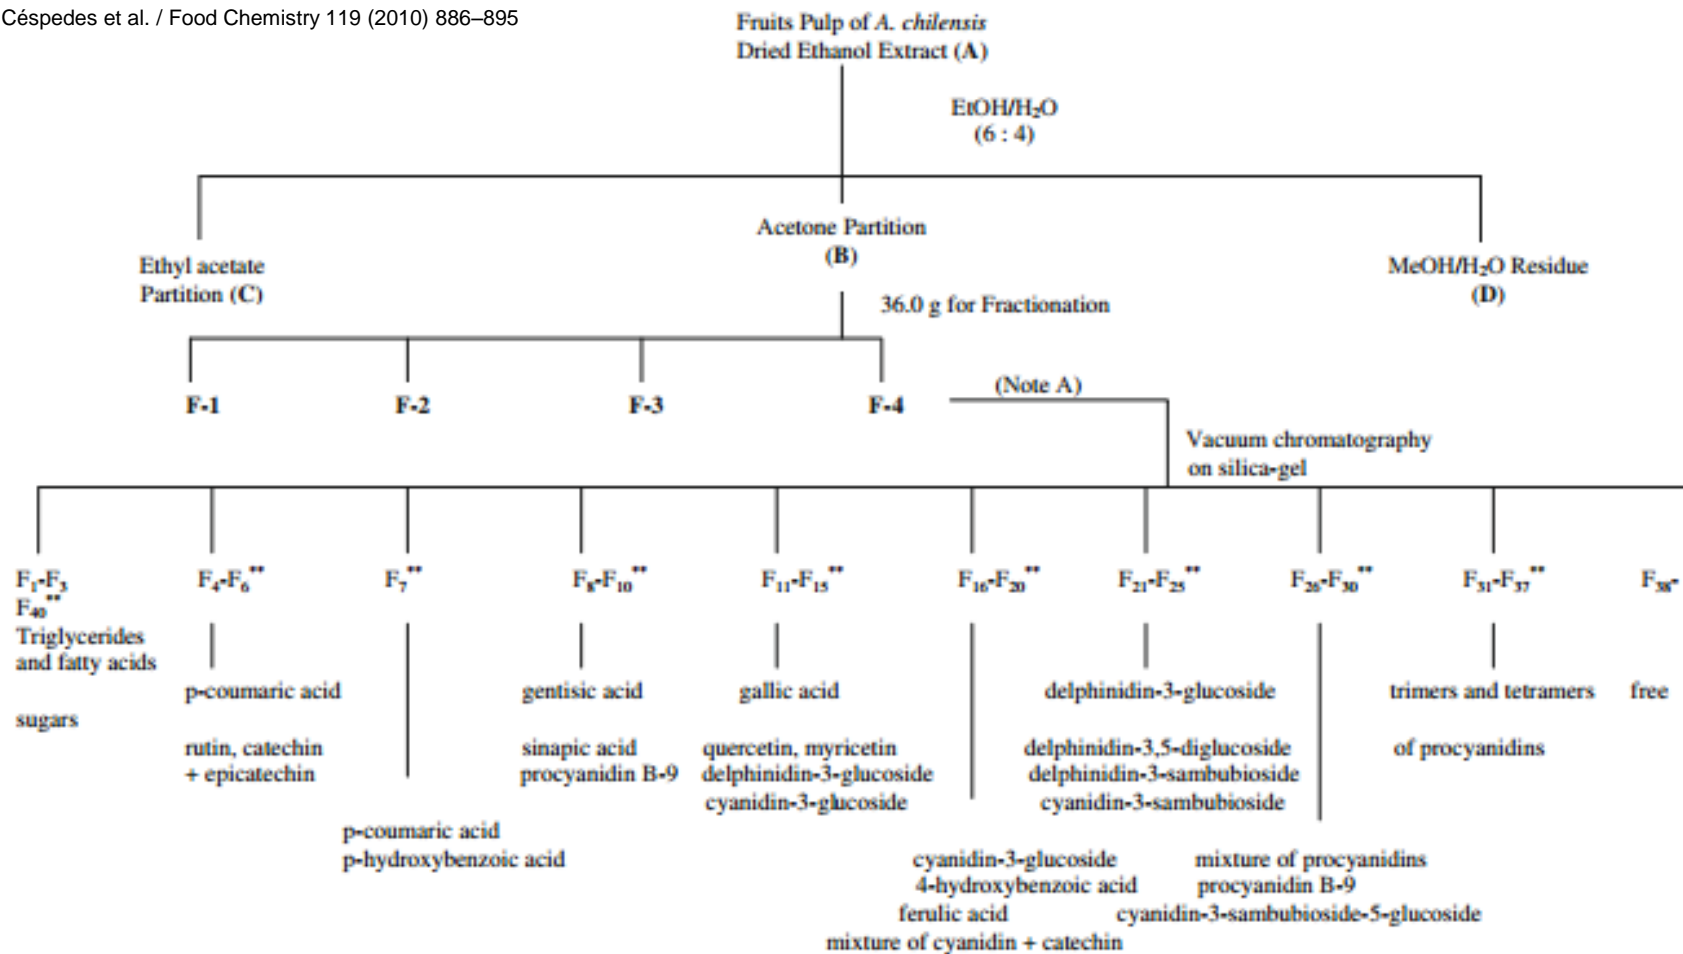 Céspedes et al. / Food Chemistry 119 (2010) 886–895
Fruits Pulp of A. chilensis
Dried Ethanol Extract (A)
EtOH/H₂O
(6 : 4)
Acetone Partition
(B)
Ethyl acetate
Partition (C)
MeOH/H₂O Residue
(D)
36.0 g for Fractionation
F-1
F-2
F-3
F-4
(Note A)
Vacuum chromatography
on silica-gel
F₁-F₃
F₄₀**
Triglycerides
and fatty acids
sugars
F₄-F₆**
p-coumaric acid
rutin, catechin
+ epicatechin
F₇**
p-coumaric acid
p-hydroxybenzoic acid
F₈-F₁₀**
gentisic acid
sinapic acid
procyanidin B-9
F₁₁-F₁₅**
gallic acid
quercetin, myricetin
delphinidin-3-glucoside
cyanidin-3-glucoside
F₁₆-F₂₀**
cyanidin-3-glucoside
4-hydroxybenzoic acid
ferulic acid
mixture of cyanidin + catechin
F₂₁-F₂₅**
delphinidin-3-glucoside
delphinidin-3,5-diglucoside
delphinidin-3-sambubioside
cyanidin-3-sambubioside
F₂₆-F₃₀**
mixture of procyanidins
procyanidin B-9
cyanidin-3-sambubioside-5-glucoside
F₃₁-F₃₇**
trimers and tetramers
of procyanidins
F₃₈-
free